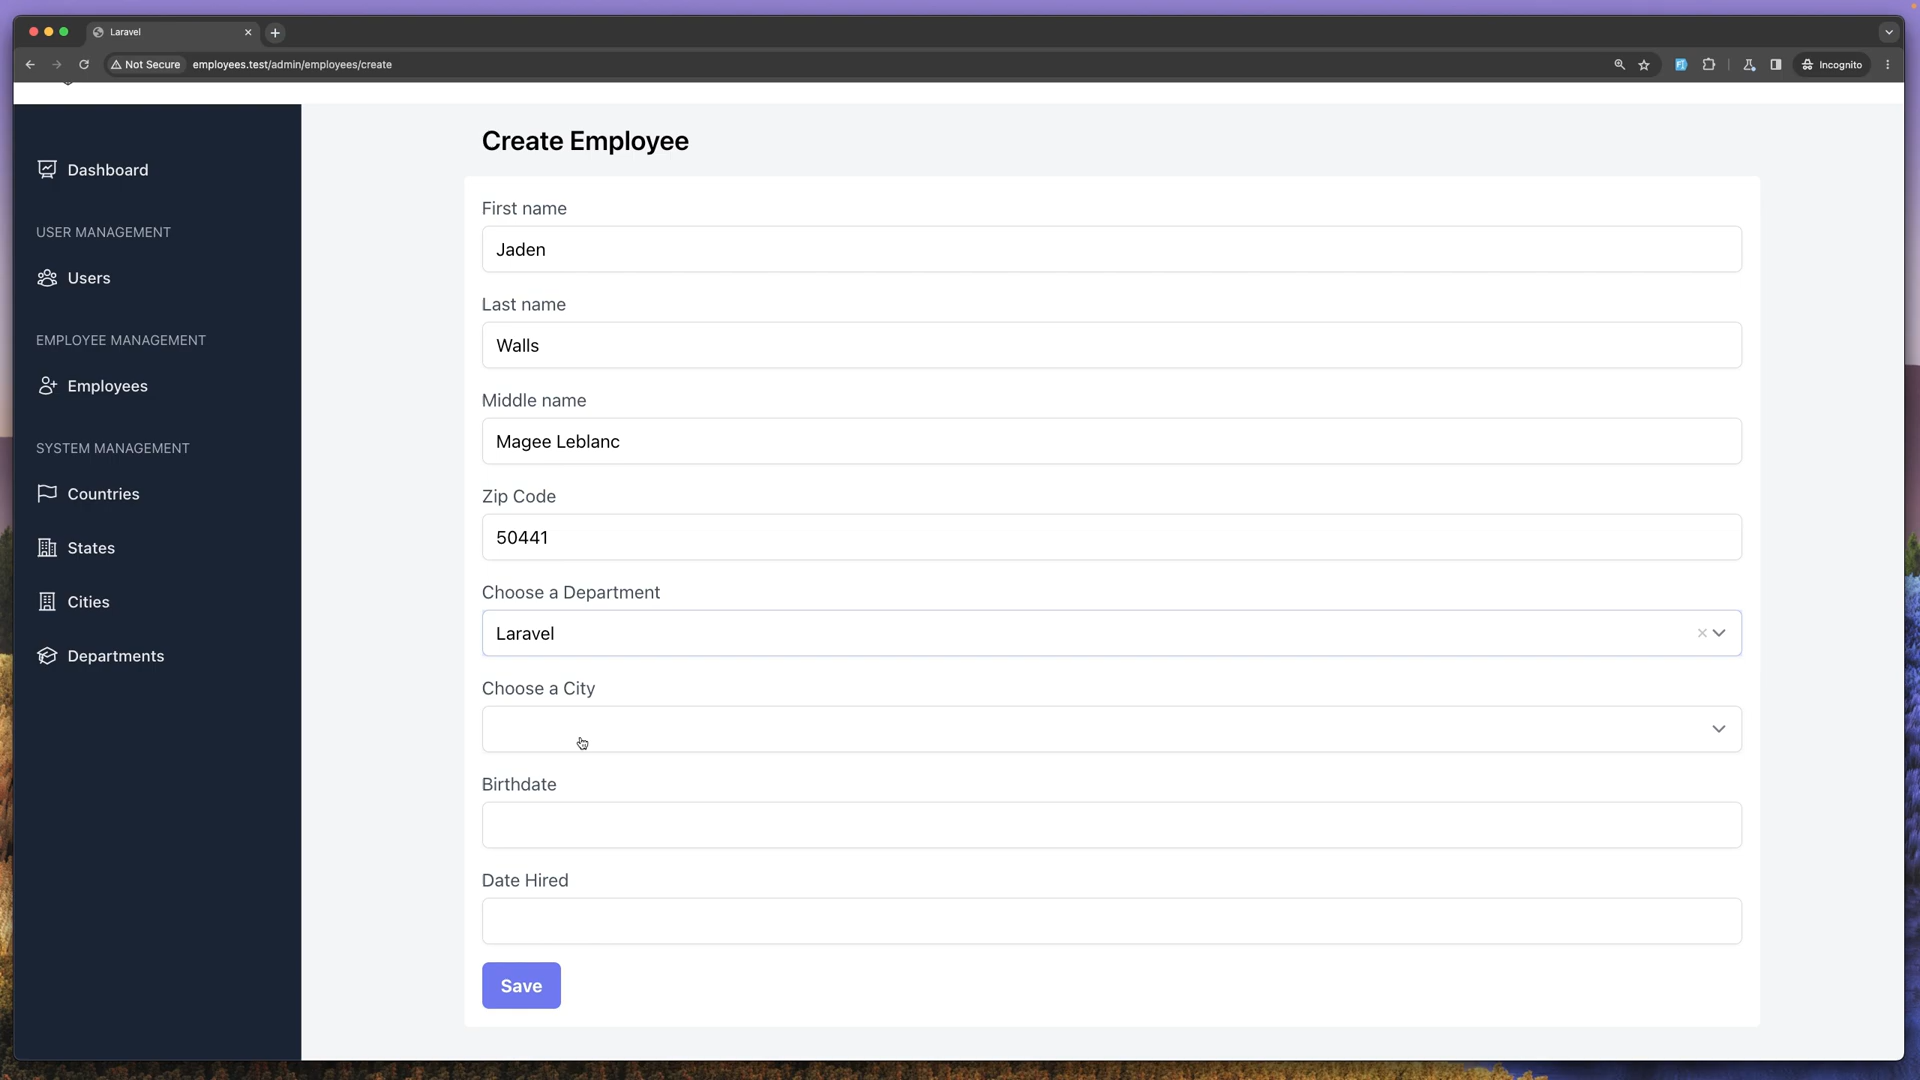 Laravel
Not Secure employees.test/admin/employees/create
Incognito
Dashboard
USER MANAGEMENT
Users
EMPLOYEE MANAGEMENT
Employees
SYSTEM MANAGEMENT
Countries
States
Cities
Departments
Create Employee
First name
Jaden
Last name
Walls
Middle name
Magee Leblanc
Zip Code
50441
Choose a Department
Laravel
Choose a City
Birthdate
Date Hired
Save